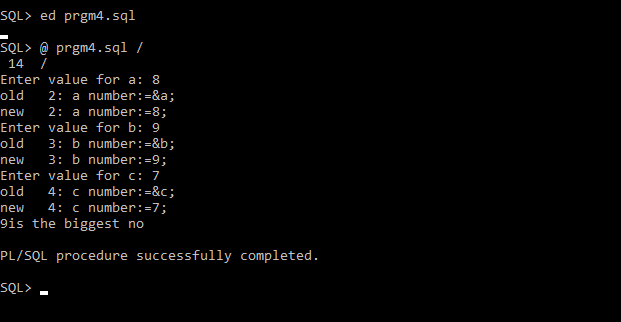 SQL> ed prgm4.sql
SQL> @ prgm4.sql /
 14  /
Enter value for a: 8
old   2: a number:=&a;
new   2: a number:=8;
Enter value for b: 9
old   3: b number:=&b;
new   3: b number:=9;
Enter value for c: 7
old   4: c number:=&c;
new   4: c number:=7;
9is the biggest no
PL/SQL procedure successfully completed.
SQL>